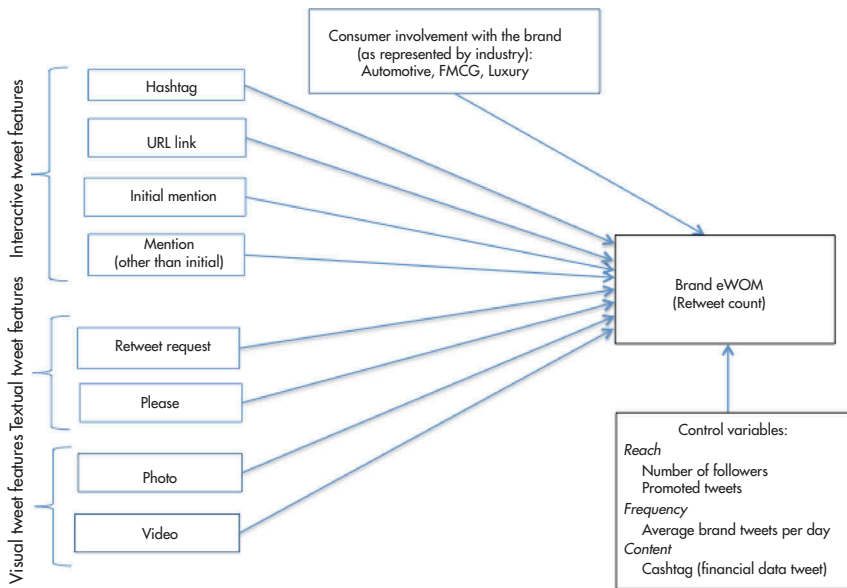 Consumer involvement with the brand
(as represented by industry):
Automotive, FMCG, Luxury
Interactive tweet features
Hashtag
URL link
Initial mention
Mention
(other than initial)
Textual tweet features
Retweet request
Please
Visual tweet features
Photo
Video
Brand eWOM
(Retweet count)
Control variables:
Reach
Number of followers
Promoted tweets
Frequency
Average brand tweets per day
Content
Cashtag (financial data tweet)